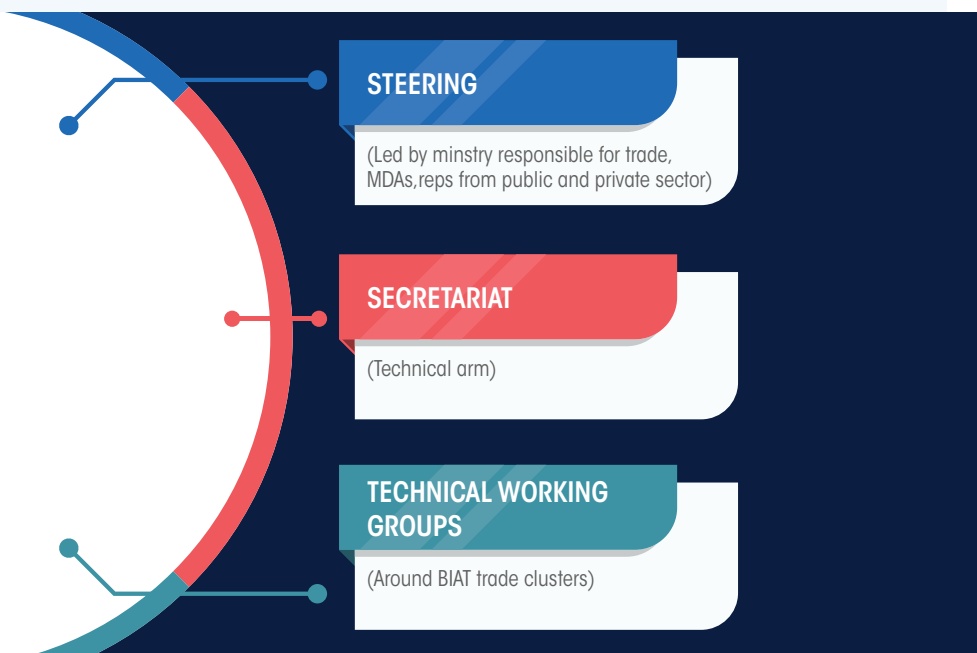 STEERING
(Led by minstry responsible for trade,
MDAs,reps from public and private sector)
SECRETARIAT
(Technical arm)
TECHNICAL WORKING
GROUPS
(Around BIAT trade clusters)